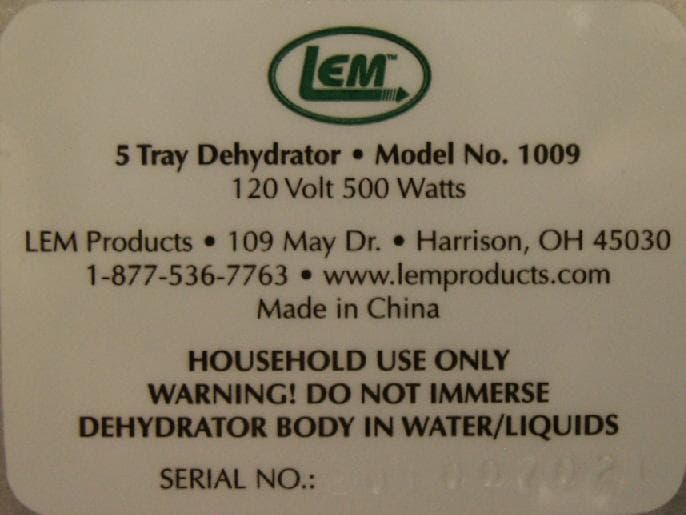 LEM™
5 Tray Dehydrator • Model No. 1009
120 Volt 500 Watts
LEM Products • 109 May Dr. • Harrison, OH 45030
1-877-536-7763 • www.lemproducts.com
Made in China
HOUSEHOLD USE ONLY
WARNING! DO NOT IMMERSE
DEHYDRATOR BODY IN WATER/LIQUIDS
SERIAL NO.: